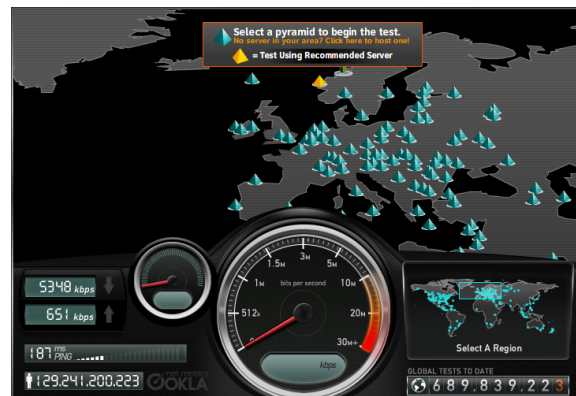 Select a pyramid to begin the test.
No server in your area? Click here to host one!
= Test Using Recommended Server
5348 kbps
651 kbps
187 ms PING
129.241.200.223
net metrics
OOKLA
512K
1M
1.5M
3M
5M
10M
20M
30M+
bits per second
kbps
Select A Region
GLOBAL TESTS TO DATE
689,839,223